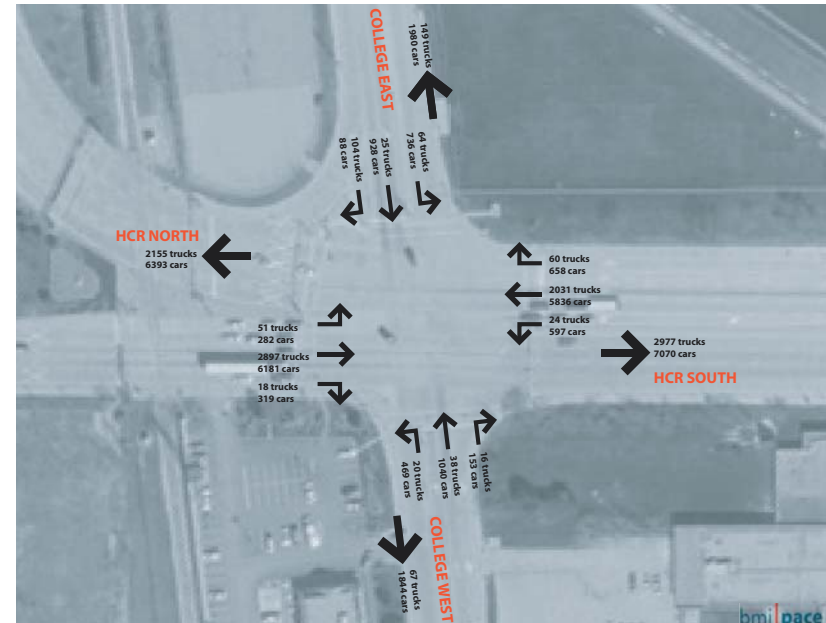 COLLEGE EAST
149 trucks
1980 cars
104 trucks
88 cars
25 trucks
928 cars
64 trucks
736 cars
HCR NORTH
2155 trucks
6393 cars
60 trucks
658 cars
2031 trucks
5836 cars
24 trucks
597 cars
51 trucks
282 cars
2897 trucks
6181 cars
18 trucks
319 cars
2977 trucks
7070 cars
HCR SOUTH
20 trucks
469 cars
38 trucks
1040 cars
16 trucks
153 cars
COLLEGE WEST
67 trucks
1844 cars
bmi|pace